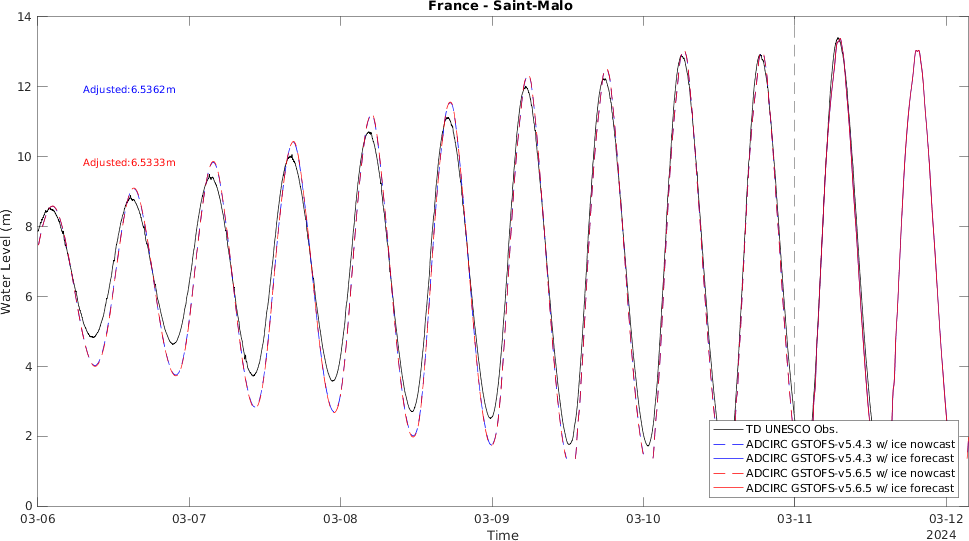 France - Saint-Malo
14
12
10
8
6
4
2
0
Water Level (m)
Adjusted:6.5362m
Adjusted:6.5333m
TD UNESCO Obs.
ADCIRC GSTOFS-v5.4.3 w/ ice nowcast
ADCIRC GSTOFS-v5.4.3 w/ ice forecast
ADCIRC GSTOFS-v5.6.5 w/ ice nowcast
ADCIRC GSTOFS-v5.6.5 w/ ice forecast
03-06 03-07 03-08 03-09 03-10 03-11 03-12
Time
2024